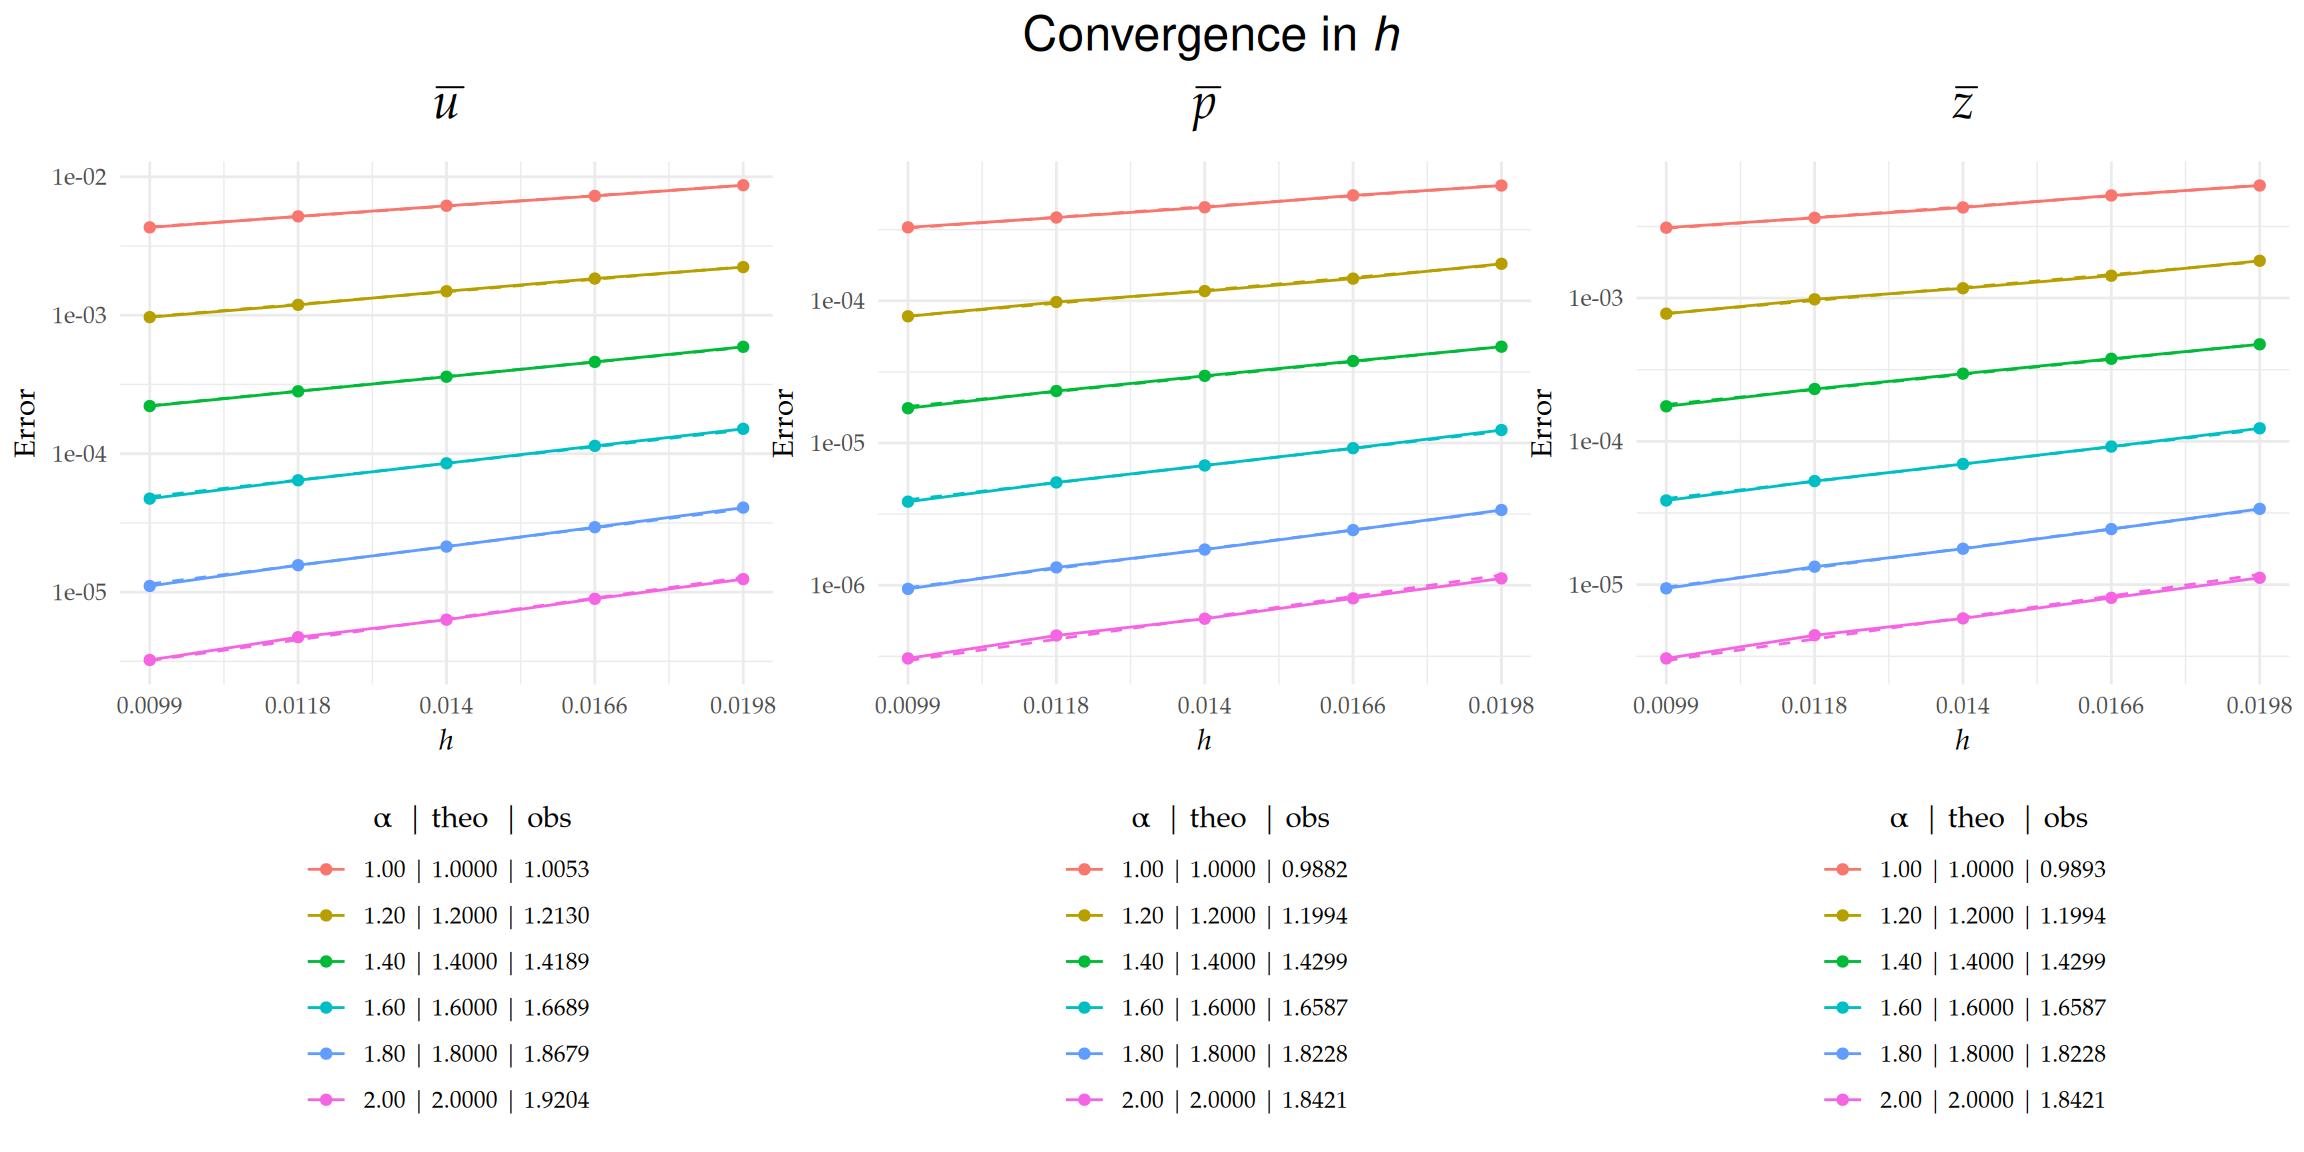 Convergence in h
u̅
Error
1e-02
1e-03
1e-04
1e-05
0.0099 0.0118 0.014 0.0166 0.0198
h
α | theo | obs
1.00 | 1.0000 | 1.0053
1.20 | 1.2000 | 1.2130
1.40 | 1.4000 | 1.4189
1.60 | 1.6000 | 1.6689
1.80 | 1.8000 | 1.8679
2.00 | 2.0000 | 1.9204
p̅
Error
1e-04
1e-05
1e-06
0.0099 0.0118 0.014 0.0166 0.0198
h
α | theo | obs
1.00 | 1.0000 | 0.9882
1.20 | 1.2000 | 1.1994
1.40 | 1.4000 | 1.4299
1.60 | 1.6000 | 1.6587
1.80 | 1.8000 | 1.8228
2.00 | 2.0000 | 1.8421
z̅
Error
1e-03
1e-04
1e-05
0.0099 0.0118 0.014 0.0166 0.0198
h
α | theo | obs
1.00 | 1.0000 | 0.9893
1.20 | 1.2000 | 1.1994
1.40 | 1.4000 | 1.4299
1.60 | 1.6000 | 1.6587
1.80 | 1.8000 | 1.8228
2.00 | 2.0000 | 1.8421